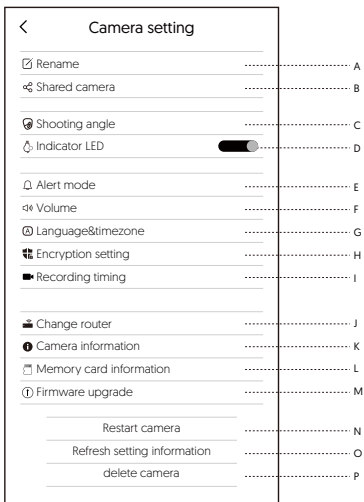 Camera setting
Rename A
Shared camera B
Shooting angle C
Indicator LED D
Alert mode E
Volume F
Language&timezone G
Encryption setting H
Recording timing I
Change router J
Camera information K
Memory card information L
Firmware upgrade M
Restart camera N
Refresh setting information O
delete camera P